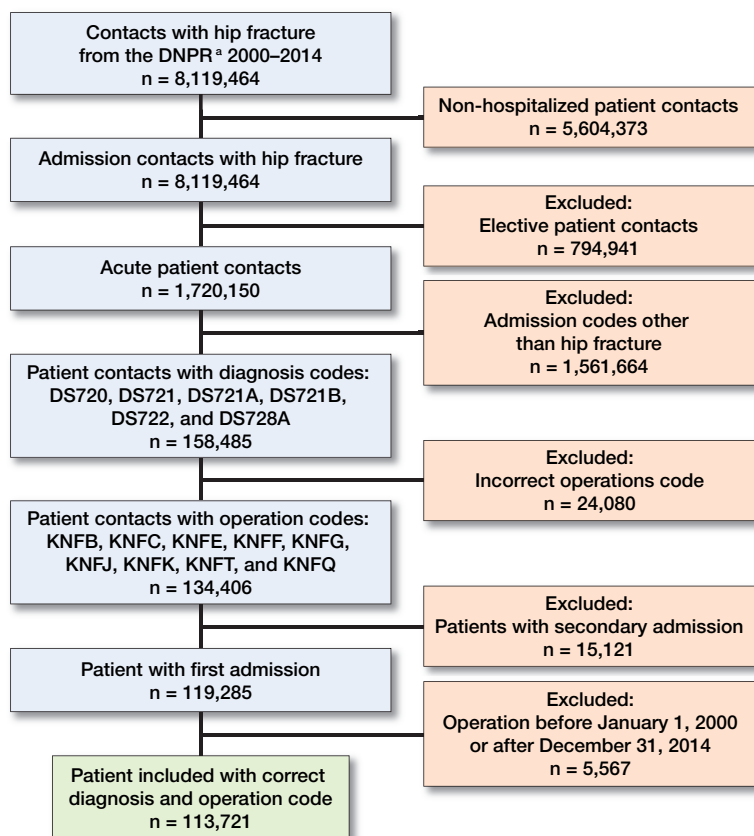 Contacts with hip fracture
from the DNPR a 2000–2014
n = 8,119,464
Non-hospitalized patient contacts
n = 5,604,373
Admission contacts with hip fracture
n = 8,119,464
Excluded:
Elective patient contacts
n = 794,941
Acute patient contacts
n = 1,720,150
Excluded:
Admission codes other
than hip fracture
n = 1,561,664
Patient contacts with diagnosis codes:
DS720, DS721, DS721A, DS721B,
DS722, and DS728A
n = 158,485
Excluded:
Incorrect operations code
n = 24,080
Patient contacts with operation codes:
KNFB, KNFC, KNFE, KNFF, KNFG,
KNFJ, KNFK, KNFT, and KNFQ
n = 134,406
Excluded:
Patients with secondary admission
n = 15,121
Patient with first admission
n = 119,285
Excluded:
Operation before January 1, 2000
or after December 31, 2014
n = 5,567
Patient included with correct
diagnosis and operation code
n = 113,721